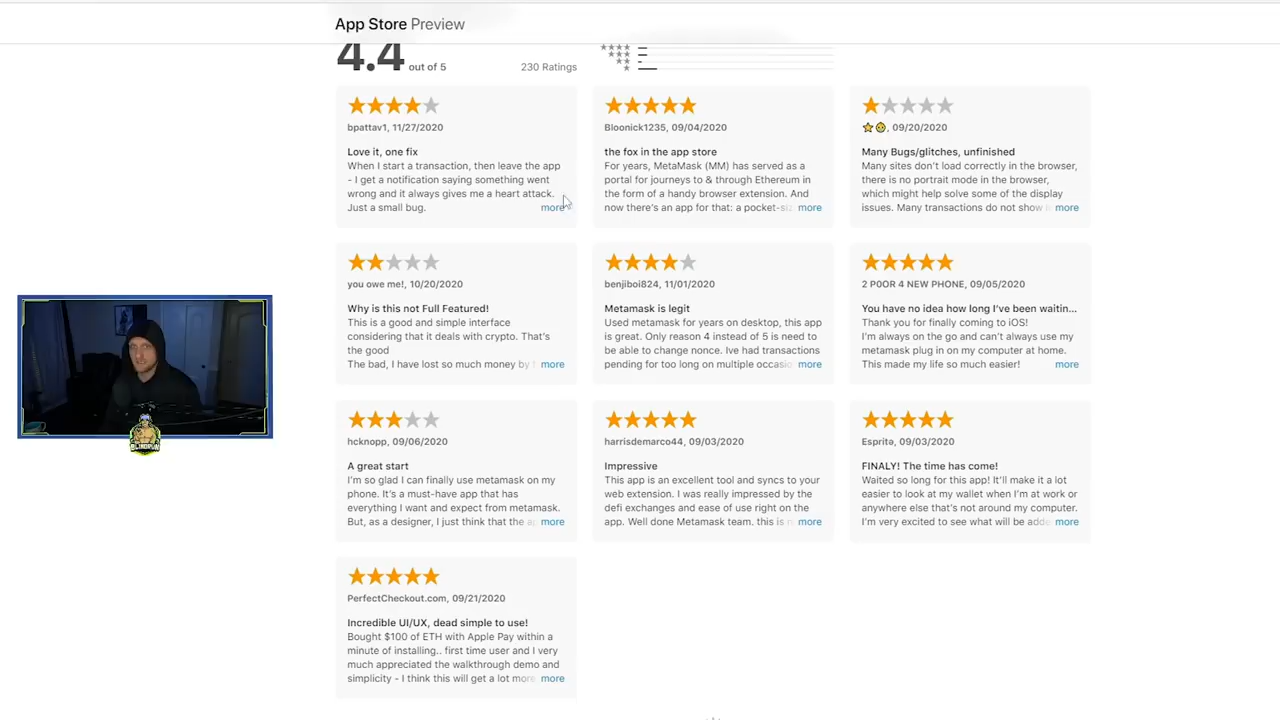 App Store Preview
4.4 out of 5
230 Ratings
bpattav1, 11/27/2020
Love it, one fix
When I start a transaction, then leave the app
- I get a notification saying something went
wrong and it always gives me a heart attack.
Just a small bug.
more
Bloonick1235, 09/04/2020
the fox in the app store
For years, MetaMask (MM) has served as a
portal for journeys to & through Ethereum in
the form of a handy browser extension. And
now there's an app for that: a pocket-siz
more
, 09/20/2020
Many Bugs/glitches, unfinished
Many sites don't load correctly in the browser,
there is no portrait mode in the browser,
which might help solve some of the display
issues. Many transactions do not show
more
you owe me!, 10/20/2020
Why is this not Full Featured!
This is a good and simple interface
considering that it deals with crypto. That's
the good
The bad, I have lost so much money by
more
benjiboi824, 11/01/2020
Metamask is legit
Used metamask for years on desktop, this app
is great. Only reason 4 instead of 5 is need to
be able to change nonce. Ive had transactions
pending for too long on multiple occasio
more
2 P0OR 4 NEW PHONE, 09/05/2020
You have no idea how long I've been waitin...
Thank you for finally coming to iOS!
I'm always on the go and can't always use my
metamask plug in on my computer at home.
This made my life so much easier!
more
hcknopp, 09/06/2020
A great start
I'm so glad I can finally use metamask on my
phone. It's a must-have app that has
everything I want and expect from metamask.
But, as a designer, I just think that the ap
more
harrisdemarco44, 09/03/2020
Impressive
This app is an excellent tool and syncs to your
web extension. I was really impressed by the
defi exchanges and ease of use right on the
app. Well done Metamask team. this is n
more
Espritə, 09/03/2020
FINALY! The time has come!
Waited so long for this app! It'll make it a lot
easier to look at my wallet when I'm at work or
anywhere else that's not around my computer.
I'm very excited to see what will be adde
more
PerfectCheckout.com, 09/21/2020
Incredible UI/UX, dead simple to use!
Bought $100 of ETH with Apple Pay within a
minute of installing.. first time user and I very
much appreciated the walkthrough demo and
simplicity - I think this will get a lot more
more